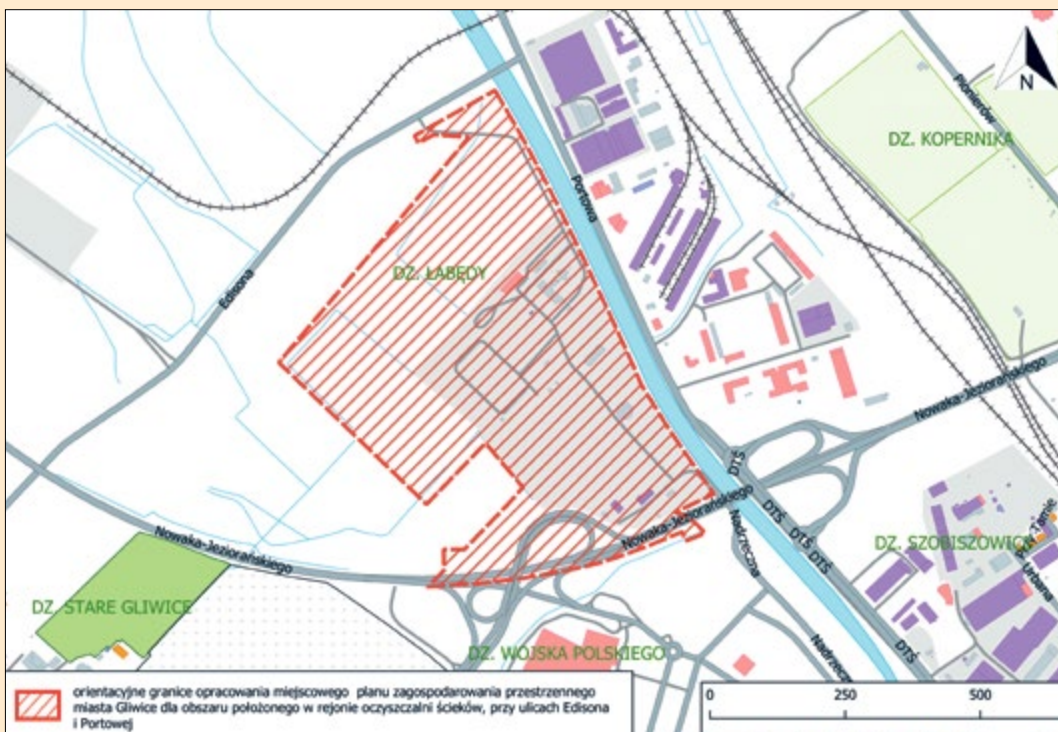 N
Pionierów
DZ. KOPERNIKA
Portowa
DZ. ŁABĘDY
Edisona
Nowaka-Jeziorańskiego
DTŚ
Nowaka-Jeziorańskiego
DTŚ
DTŚ DTŚ
Nadrzeczna
DZ. SZOBISZOWICE
Tamie
Urbana
Nowaka-Jeziorańskiego
DZ. STARE GLIWICE
DZ. WOJSKA POLSKIEGO
DTŚ
orientacyjne granice opracowania miejscowego planu zagospodarowania przestrzennego
miasta Gliwice dla obszaru położonego w rejonie oczyszczalni ścieków, przy ulicach Edisona
i Portowej
0 250 500